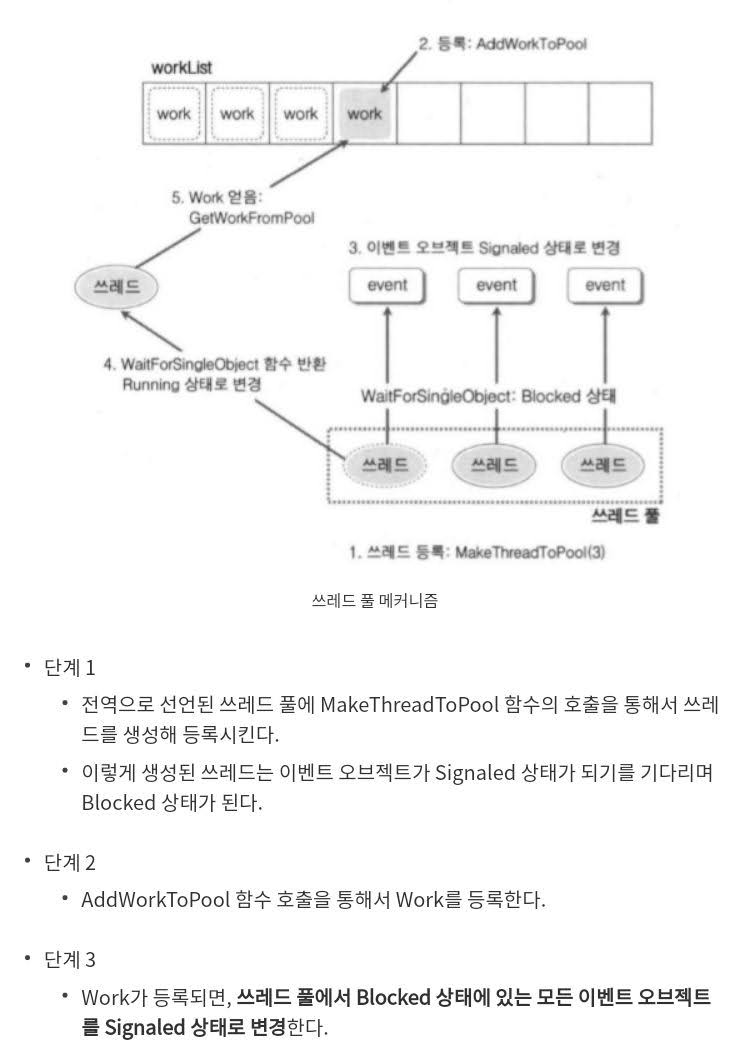 2. 등록: AddWorkToPool
workList
work work work work
5. Work 얻음:
GetWorkFromPool
3. 이벤트 오브젝트 Signaled 상태로 변경
쓰레드
event event event
4. WaitForSingleObject 함수 반환
Running 상태로 변경
WaitForSingleObject: Blocked 상태
쓰레드 쓰레드 쓰레드
쓰레드 풀
1. 쓰레드 등록: MakeThreadToPool(3)
쓰레드 풀 메커니즘
• 단계 1
• 전역으로 선언된 쓰레드 풀에 MakeThreadToPool 함수의 호출을 통해서 쓰레
드를 생성해 등록시킨다.
• 이렇게 생성된 쓰레드는 이벤트 오브젝트가 Signaled 상태가 되기를 기다리며
Blocked 상태가 된다.
• 단계 2
• AddWorkToPool 함수 호출을 통해서 Work를 등록한다.
• 단계 3
• Work가 등록되면, 쓰레드 풀에서 Blocked 상태에 있는 모든 이벤트 오브젝트
를 Signaled 상태로 변경한다.